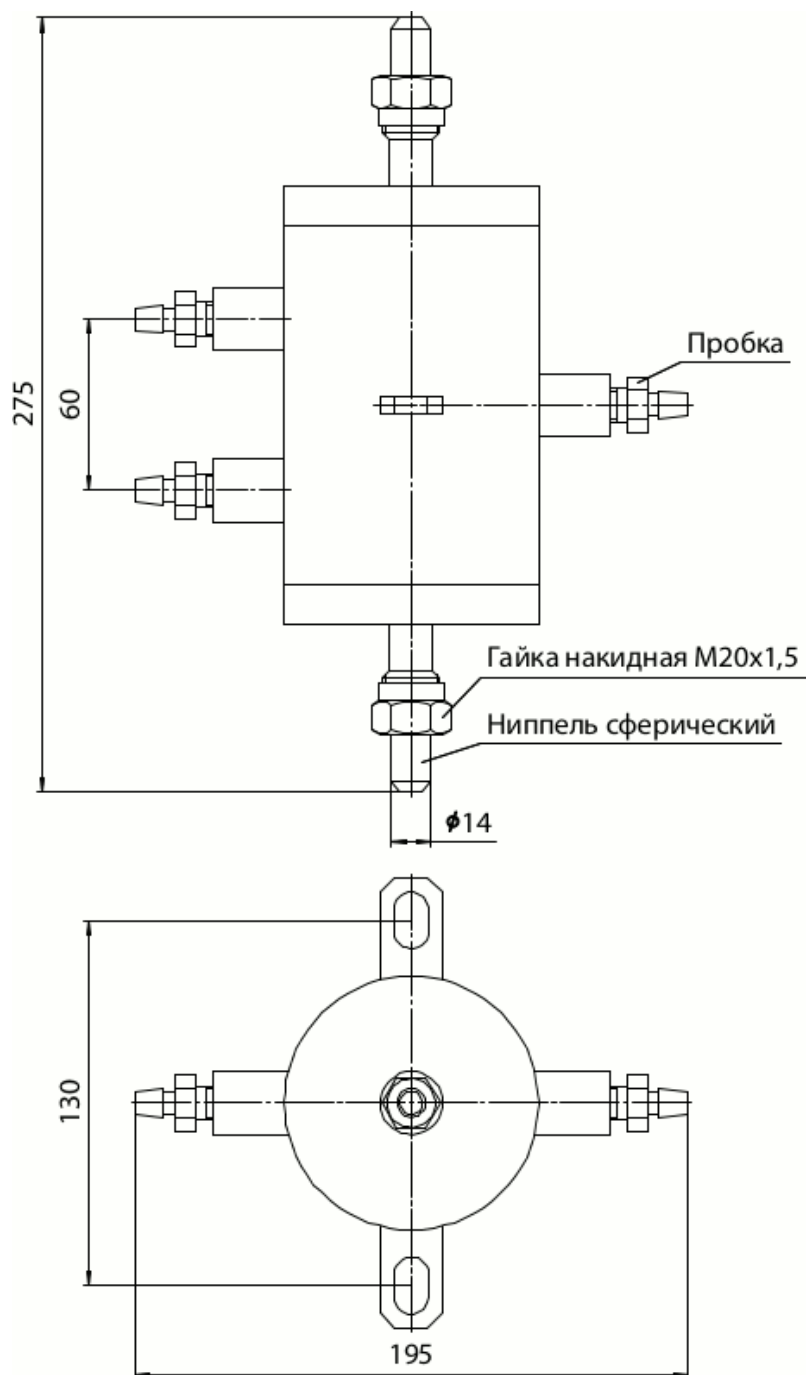 Пробка
275
60
Гайка накидная М20х1,5
Ниппель сферический
ϕ14
130
195